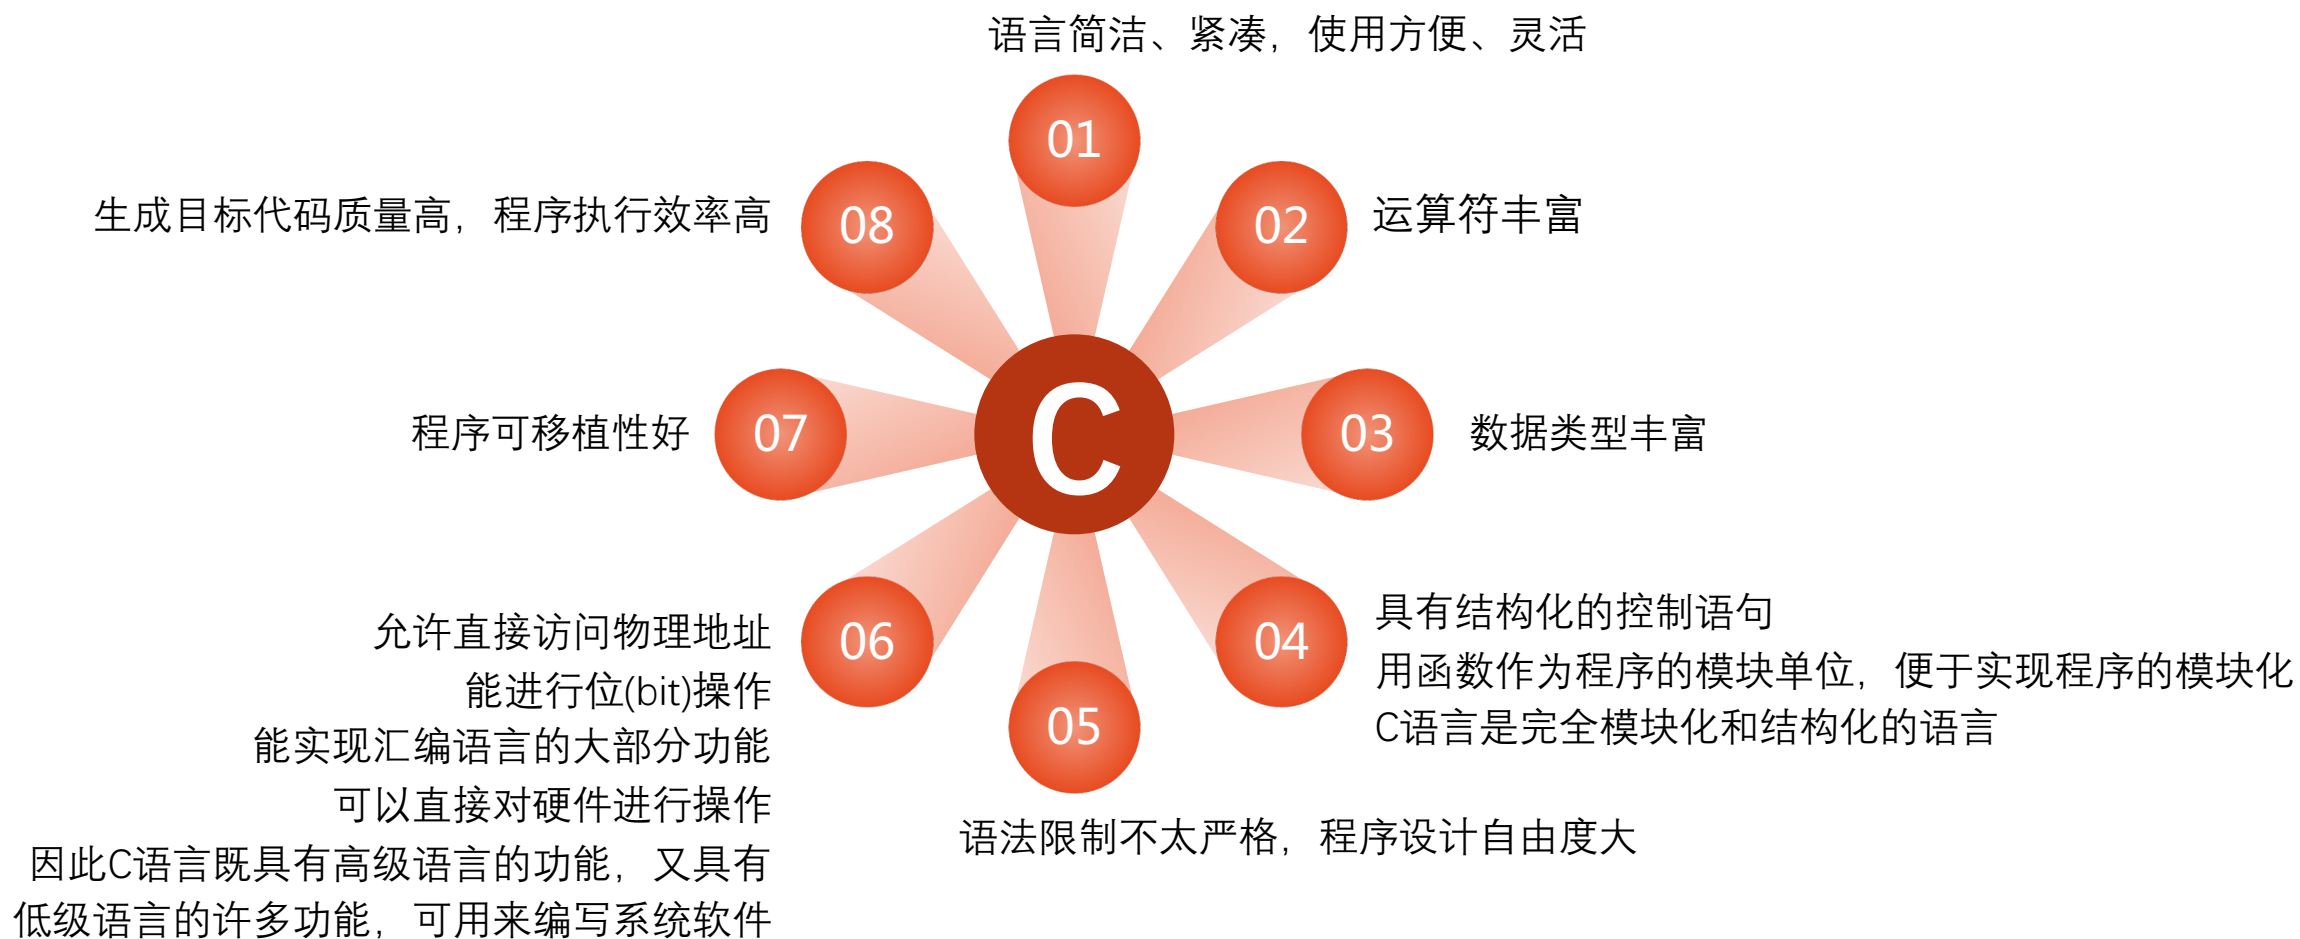 语言简洁、紧凑，使用方便、灵活
01
02
运算符丰富
03
数据类型丰富
04
具有结构化的控制语句
用函数作为程序的模块单位，便于实现程序的模块化
C语言是完全模块化和结构化的语言
05
语法限制不太严格，程序设计自由度大
06
允许直接访问物理地址
能进行位(bit)操作
能实现汇编语言的大部分功能
可以直接对硬件进行操作
因此C语言既具有高级语言的功能，又具有
低级语言的许多功能，可用来编写系统软件
07
程序可移植性好
08
生成目标代码质量高，程序执行效率高
C